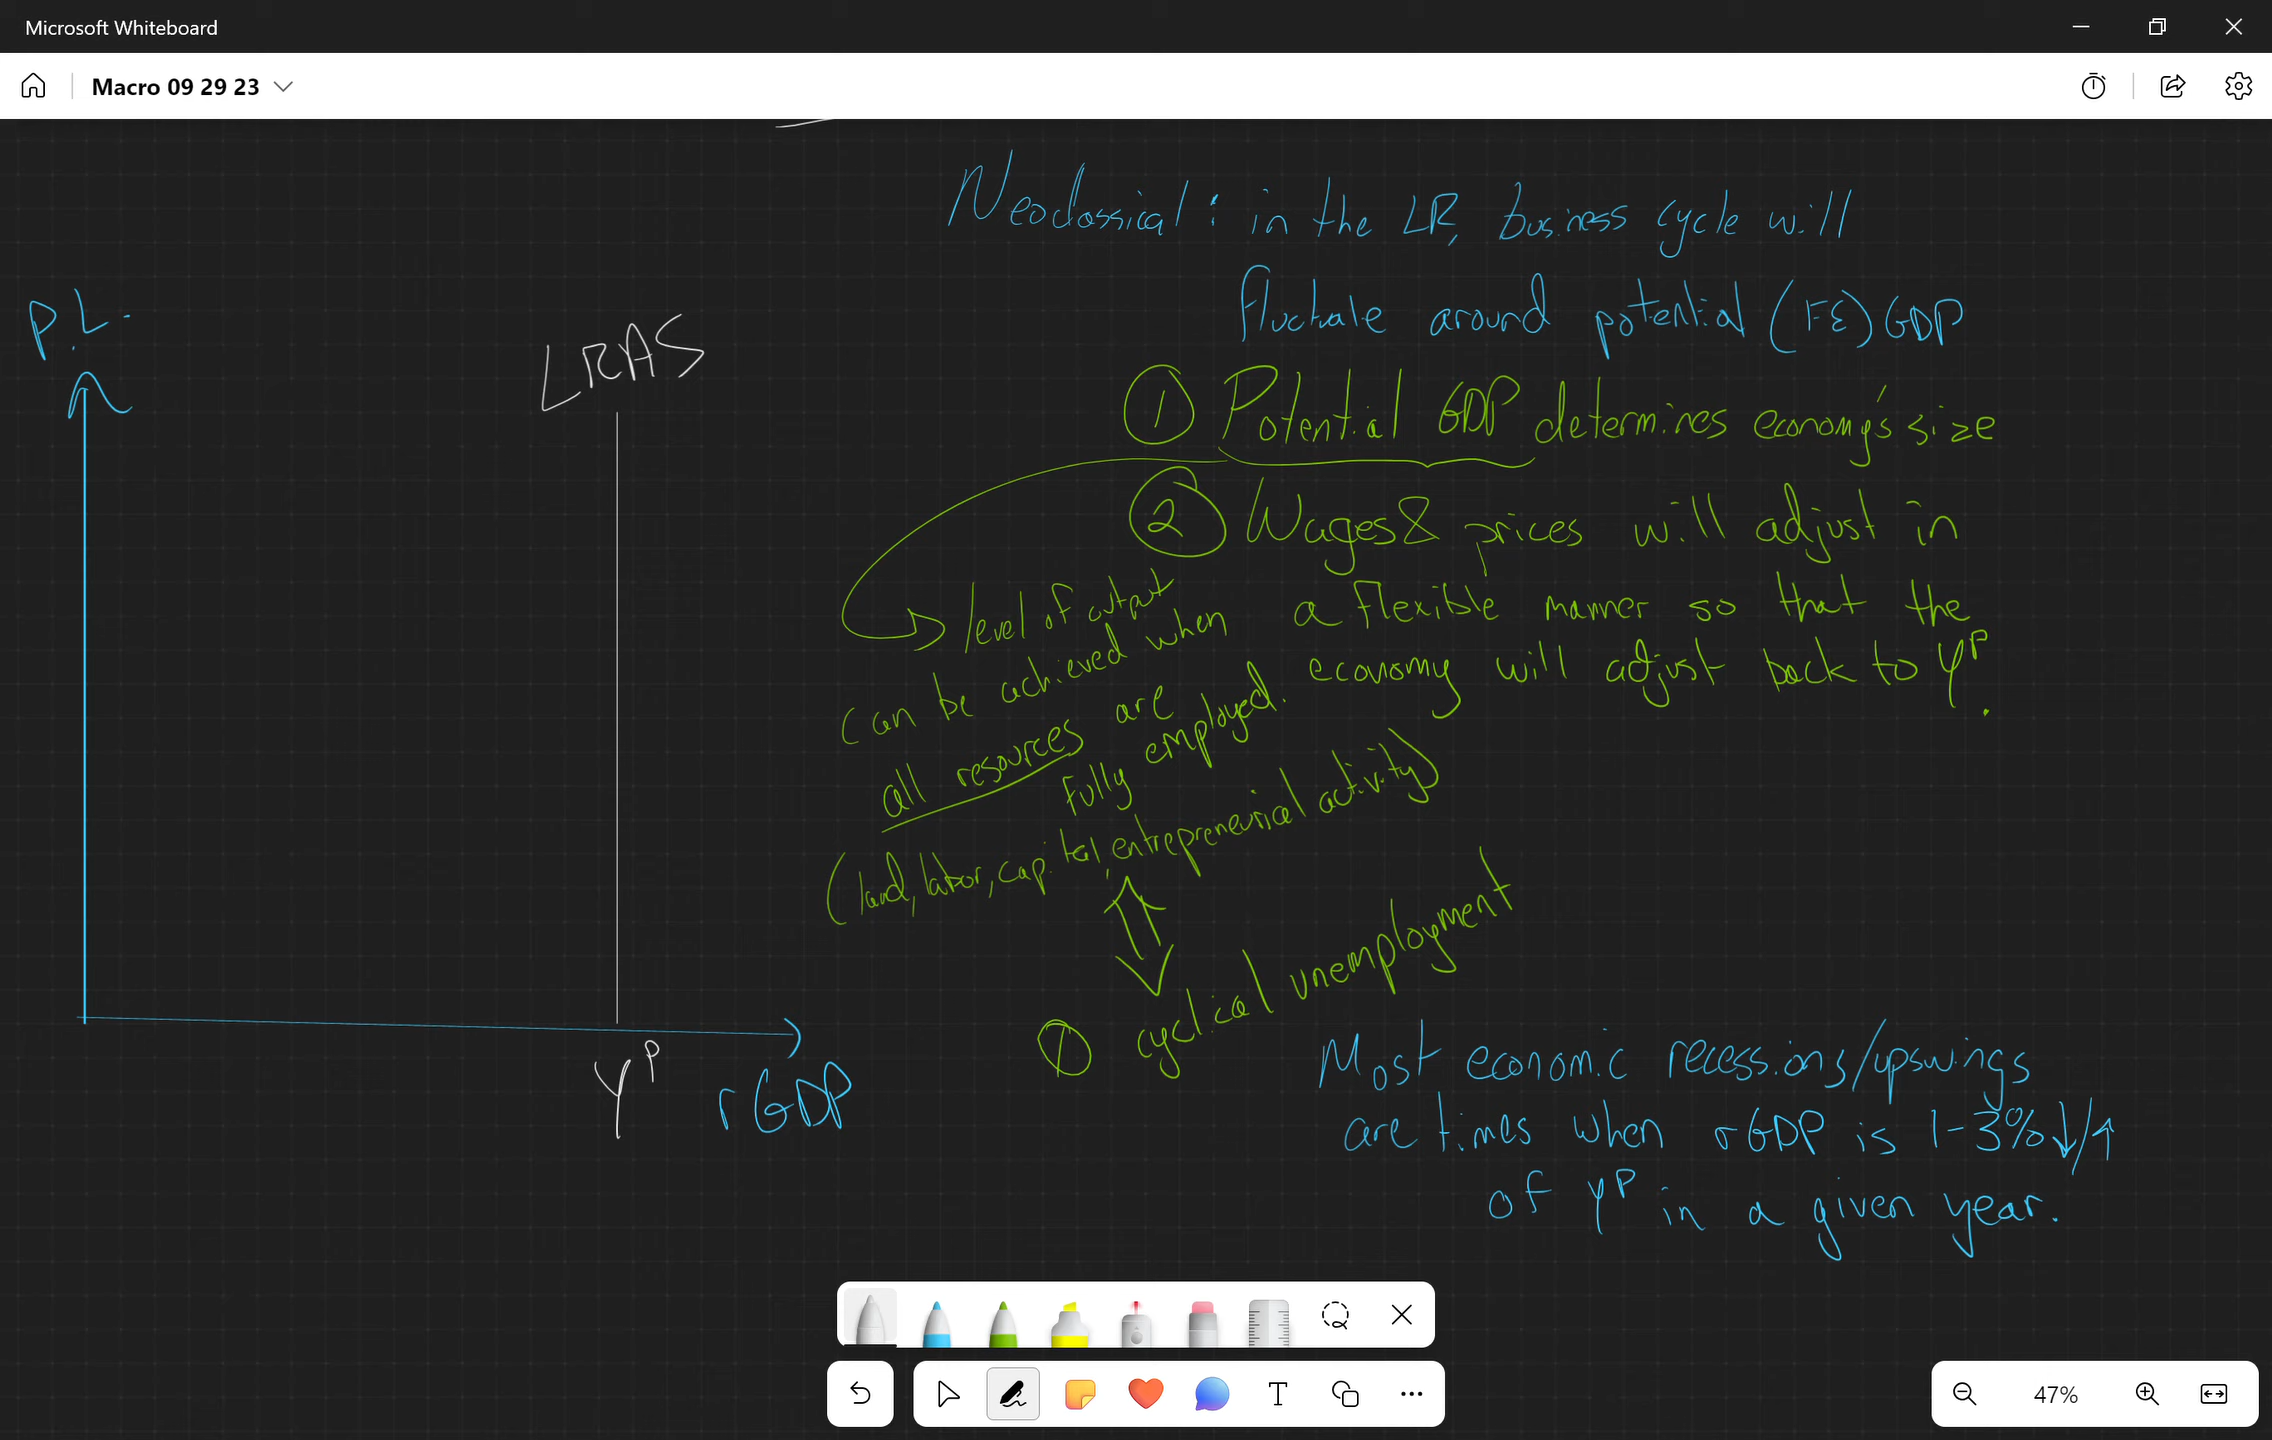 Microsoft Whiteboard
Macro 09 29 23
Neoclassical: in the LR, business cycle will
fluctuate around potential (FE) GDP
① Potential GDP determines economy's size
② Wages & prices will adjust in
a flexible manner so that the
economy will adjust back to Yᴾ.
level of output
can be achieved when
all resources are
fully employed.
(land, labor, capital, entrepreneurial activity)
0 cyclical unemployment
Most economic recessions/upswings
are times when rGDP is 1-3% ↓/↑
of Yᴾ in a given year.
P.L.
LRAS
Yᴾ
rGDP
47%